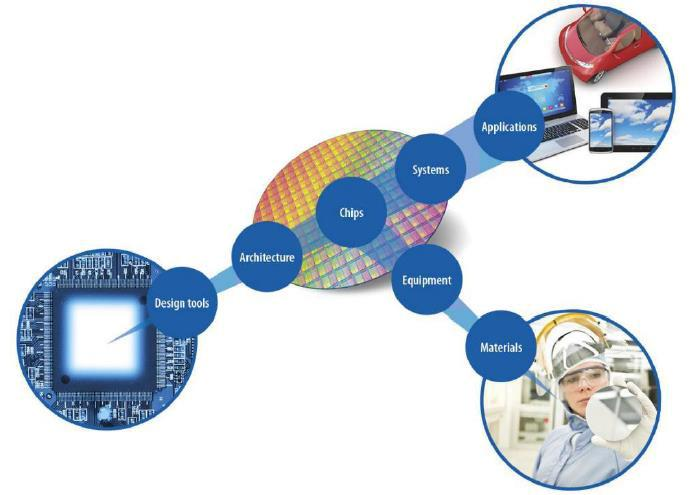 Applications
Systems
Chips
Architecture
Equipment
Design tools
Materials